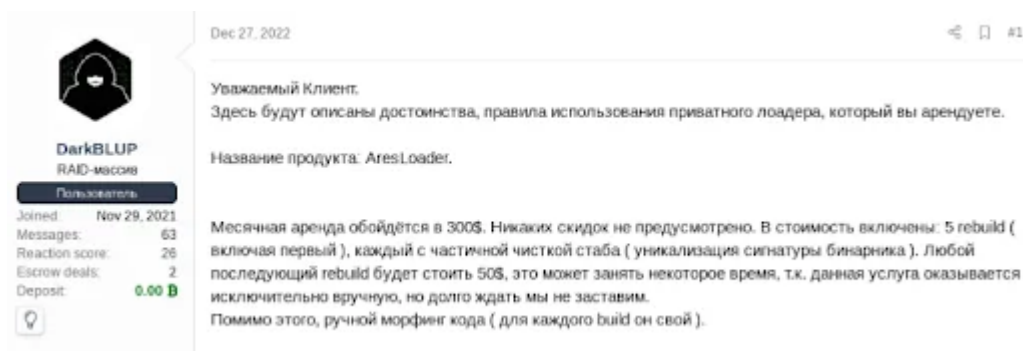 Dec 27, 2022
#1
DarkBLUP
RAID-массив
Пользователь
Joined: Nov 29, 2021
Messages: 63
Reaction score: 26
Escrow deals: 2
Deposit: 0.00 ₿
Уважаемый Клиент.
Здесь будут описаны достоинства, правила использования приватного лоадера, который вы арендуете.
Название продукта: AresLoader.
Месячная аренда обойдётся в 300$. Никаких скидок не предусмотрено. В стоимость включены: 5 rebuild (
включая первый ), каждый с частичной чисткой стаба ( уникализация сигнатуры бинарника ). Любой
последующий rebuild будет стоить 50$, это может занять некоторое время, т.к. данная услуга оказывается
исключительно вручную, но долго ждать мы не заставим.
Помимо этого, ручной морфинг кода ( для каждого build он свой ).